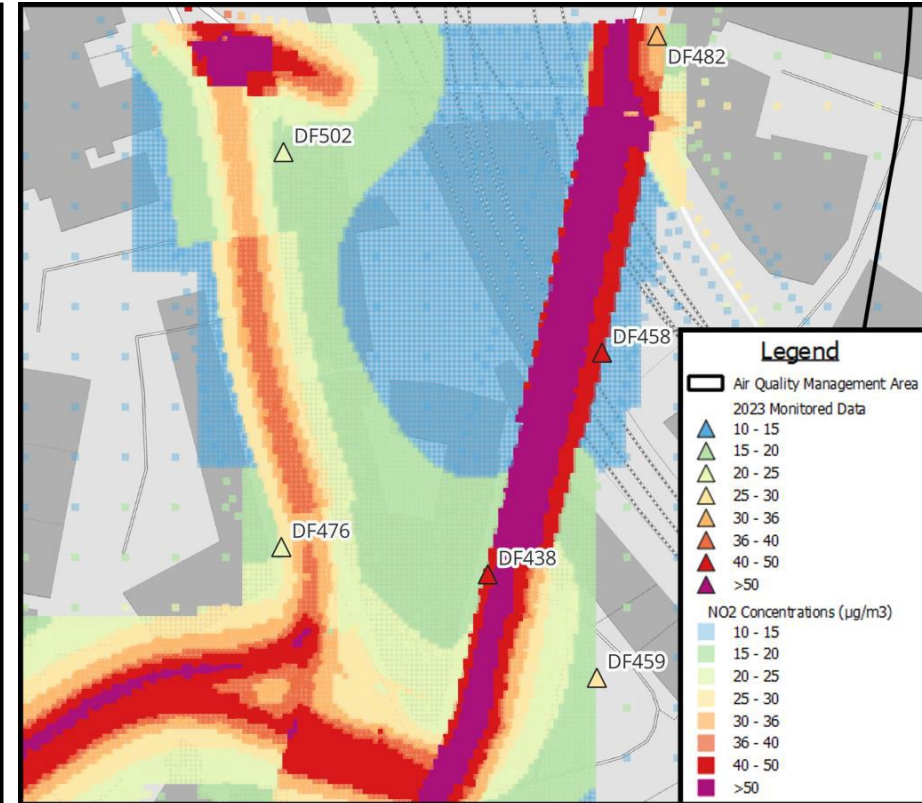 DF482
DF502
DF458
DF476
DF438
DF459
Legend
Air Quality Management Area
2023 Monitored Data
10 - 15
15 - 20
20 - 25
25 - 30
30 - 36
36 - 40
40 - 50
>50
NO2 Concentrations (µg/m3)
10 - 15
15 - 20
20 - 25
25 - 30
30 - 36
36 - 40
40 - 50
>50